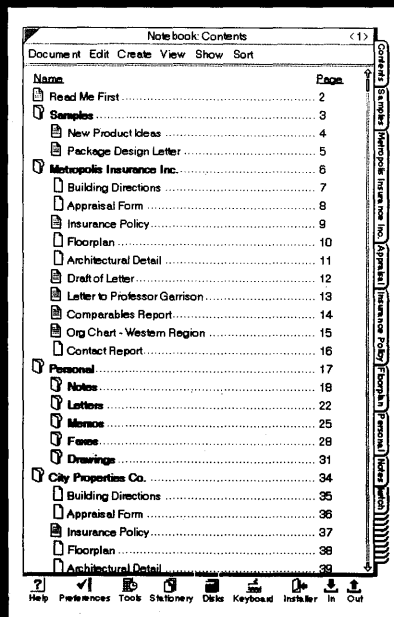 Notebook: Contents <1>
Document Edit Create View Show Sort
Name Page
Read Me First 2
Samples 3
New Product Ideas 4
Package Design Letter 5
Metropolis Insurance Inc. 6
Building Directions 7
Appraisal Form 8
Insurance Policy 9
Floorplan 10
Architectural Detail 11
Draft of Letter 12
Letter to Professor Garrison 13
Comparables Report 14
Org Chart - Western Region 15
Contact Report 16
Personal 17
Notes 18
Letters 22
Memos 25
Faxes 28
Drawings 31
City Properties Co. 34
Building Directions 35
Appraisal Form 36
Insurance Policy 37
Floorplan 38
Architectural Detail 39
Contents
Samples
Metropolis Insurance Inc.
Appraisal
Insurance Policy
Floorplan
Personal
Notes
Help Preferences Tools Stationery Disks Keyboard Installer In Out